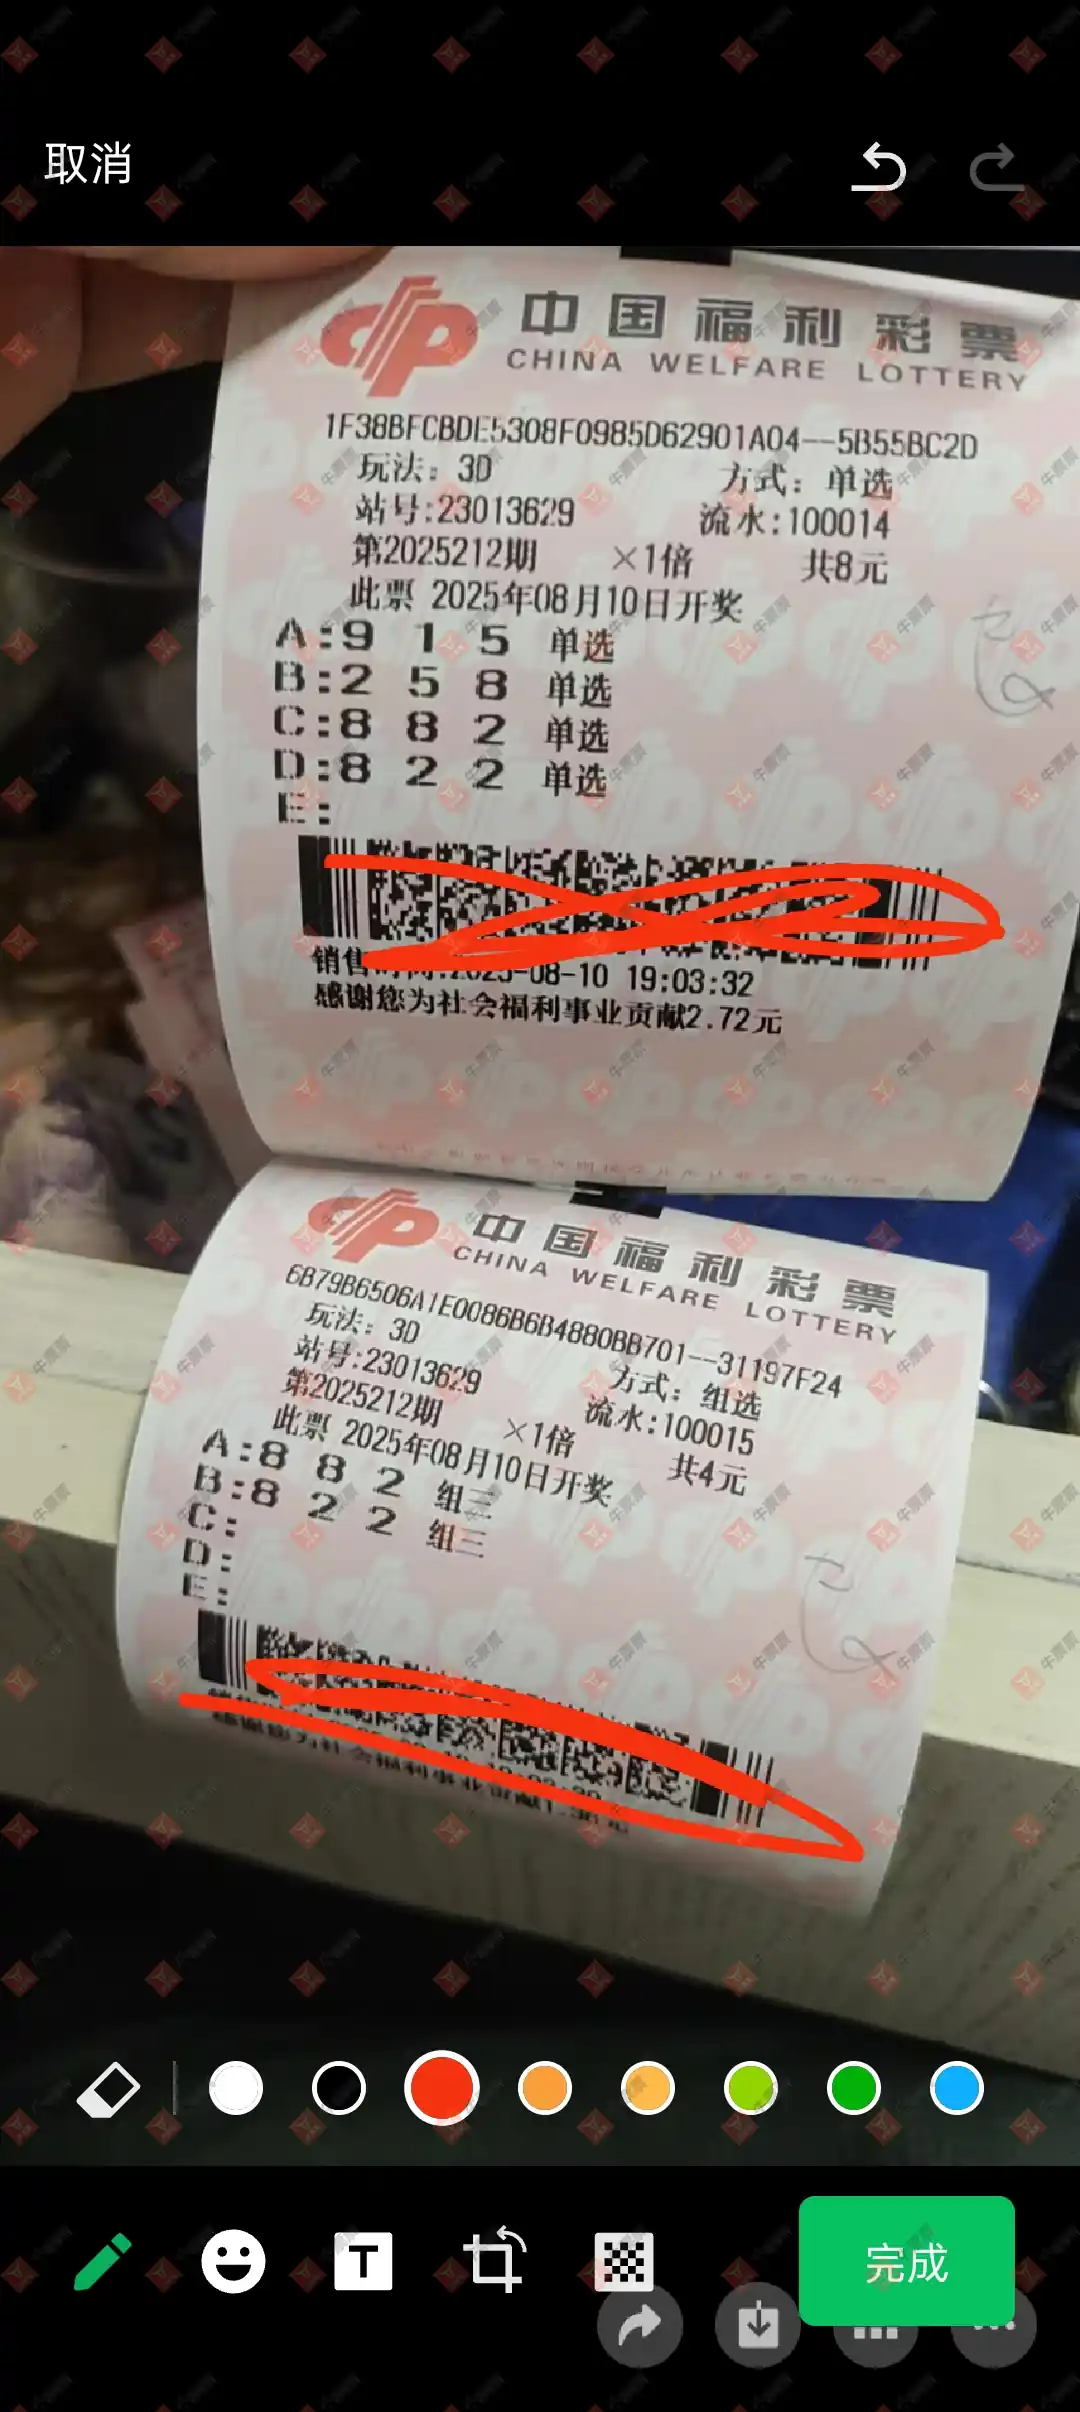 取消
中国福利彩票
CHINA WELFARE LOTTERY
1F38BFCBDE5308F0985D62901A04--5B55BC2D
玩法：3D 方式：单选
站号:23013629 流水:100014
第2025212期 ×1倍 共8元
此票 2025年08月10日开奖
A:9 1 5 单选
B:2 5 8 单选
C:8 8 2 单选
D:8 2 2 单选
E:
销售时间:2025-08-10 19:03:32
感谢您为社会福利事业贡献2.72元
中国福利彩票
CHINA WELFARE LOTTERY
6B79B6506A1E0086B6B4880BB701--31197F24
玩法：3D 方式：组选
站号:23013629 流水:100015
第2025212期 ×1倍 共4元
此票 2025年08月10日开奖
A:8 8 2 组三
B:8 2 2 组三
C:
D:
E:
T
完成
牛票票